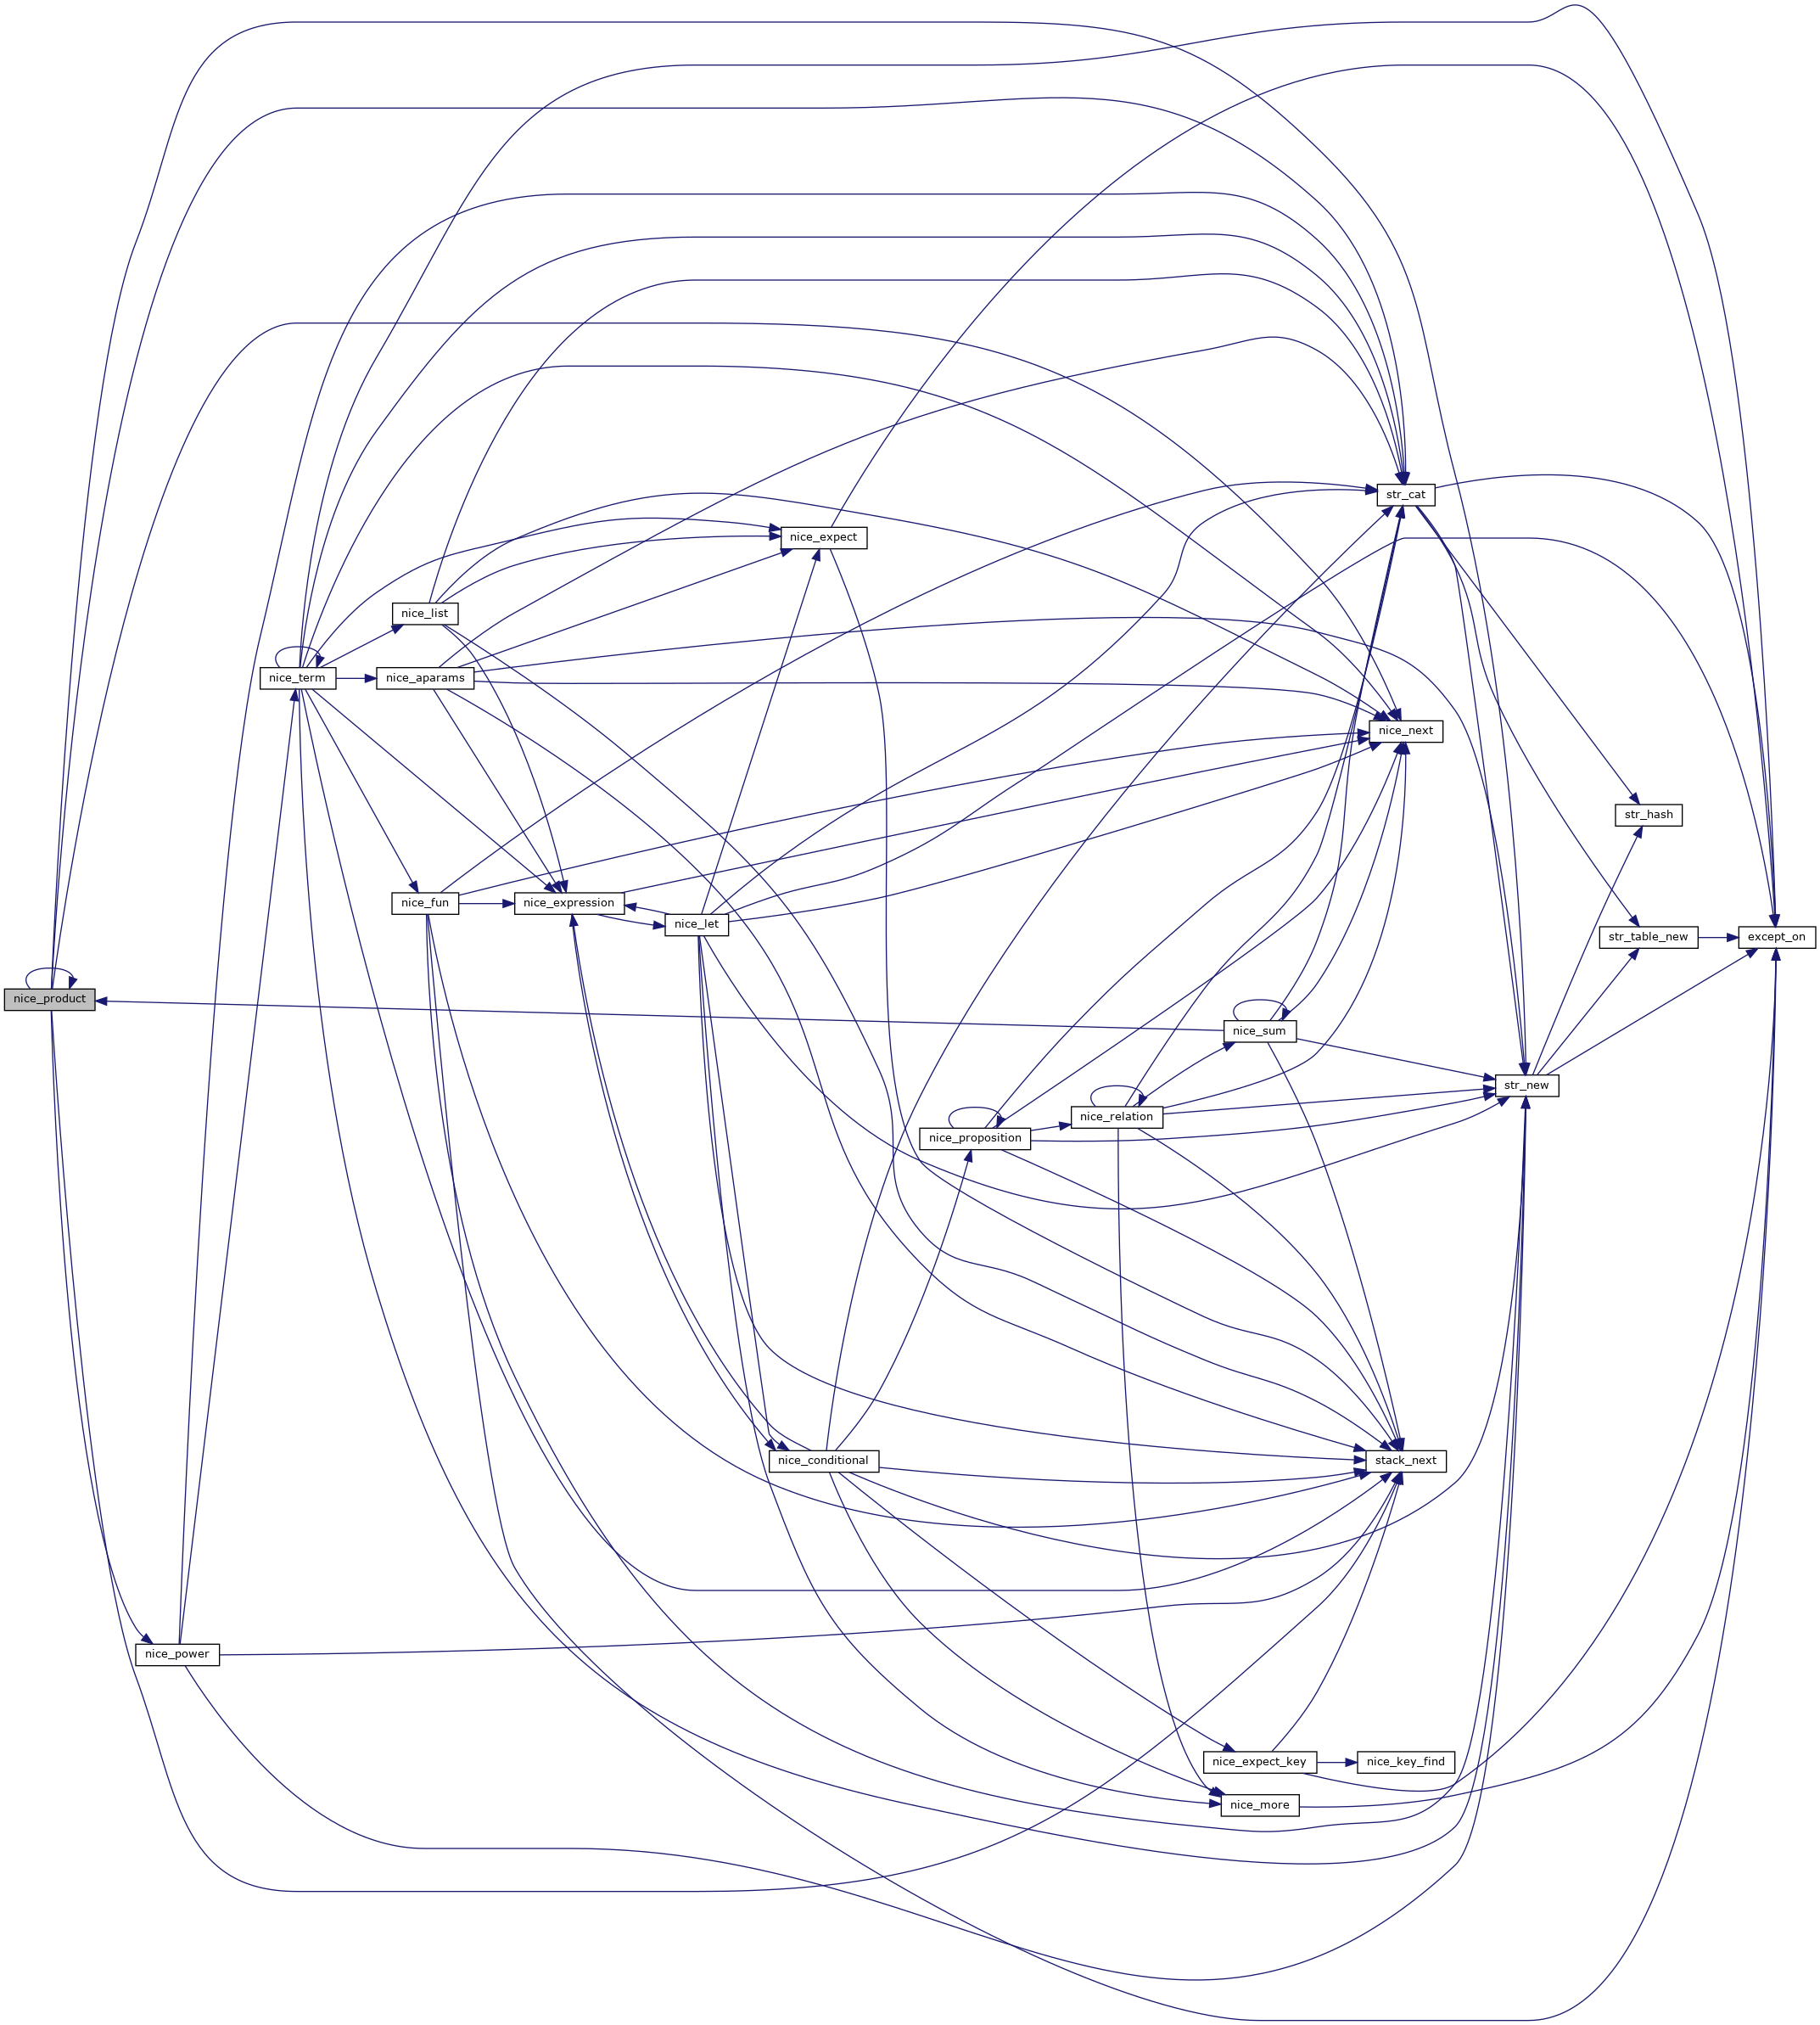 str_cat
nice_expect
nice_list
nice_term
nice_aparams
nice_next
str_hash
nice_fun
nice_expression
nice_let
str_table_new
except_on
nice_product
nice_sum
str_new
nice_relation
nice_proposition
nice_conditional
stack_next
nice_power
nice_expect_key
nice_key_find
nice_more